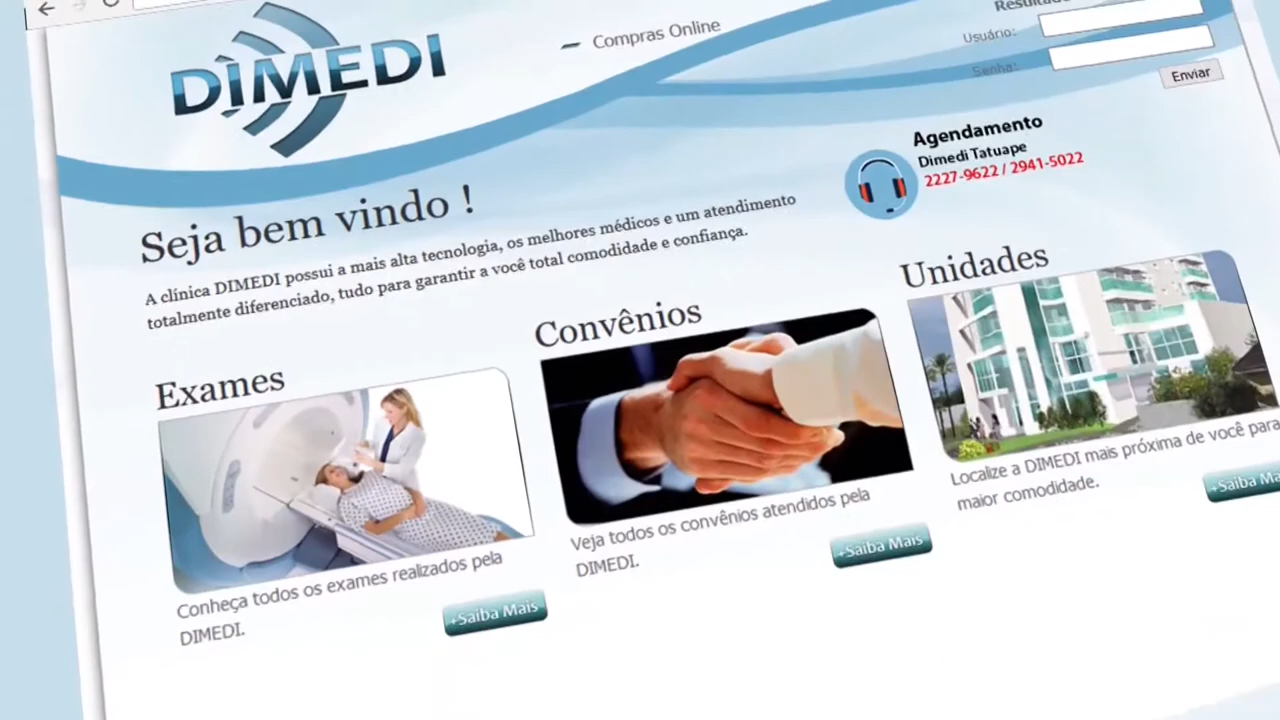 DÌMEDI
Compras Online
Usuário:
Senha:
Enviar
Agendamento
Dimedi Tatuape
2227-9622 / 2941-5022
Seja bem vindo !
A clínica DIMEDI possui a mais alta tecnologia, os melhores médicos e um atendimento
totalmente diferenciado, tudo para garantir a você total comodidade e confiança.
Exames
Conheça todos os exames realizados pela
DIMEDI.
+Saiba Mais
Convênios
Veja todos os convênios atendidos pela
DIMEDI.
+Saiba Mais
Unidades
Localize a DIMEDI mais próxima de você para
maior comodidade.
+Saiba Ma